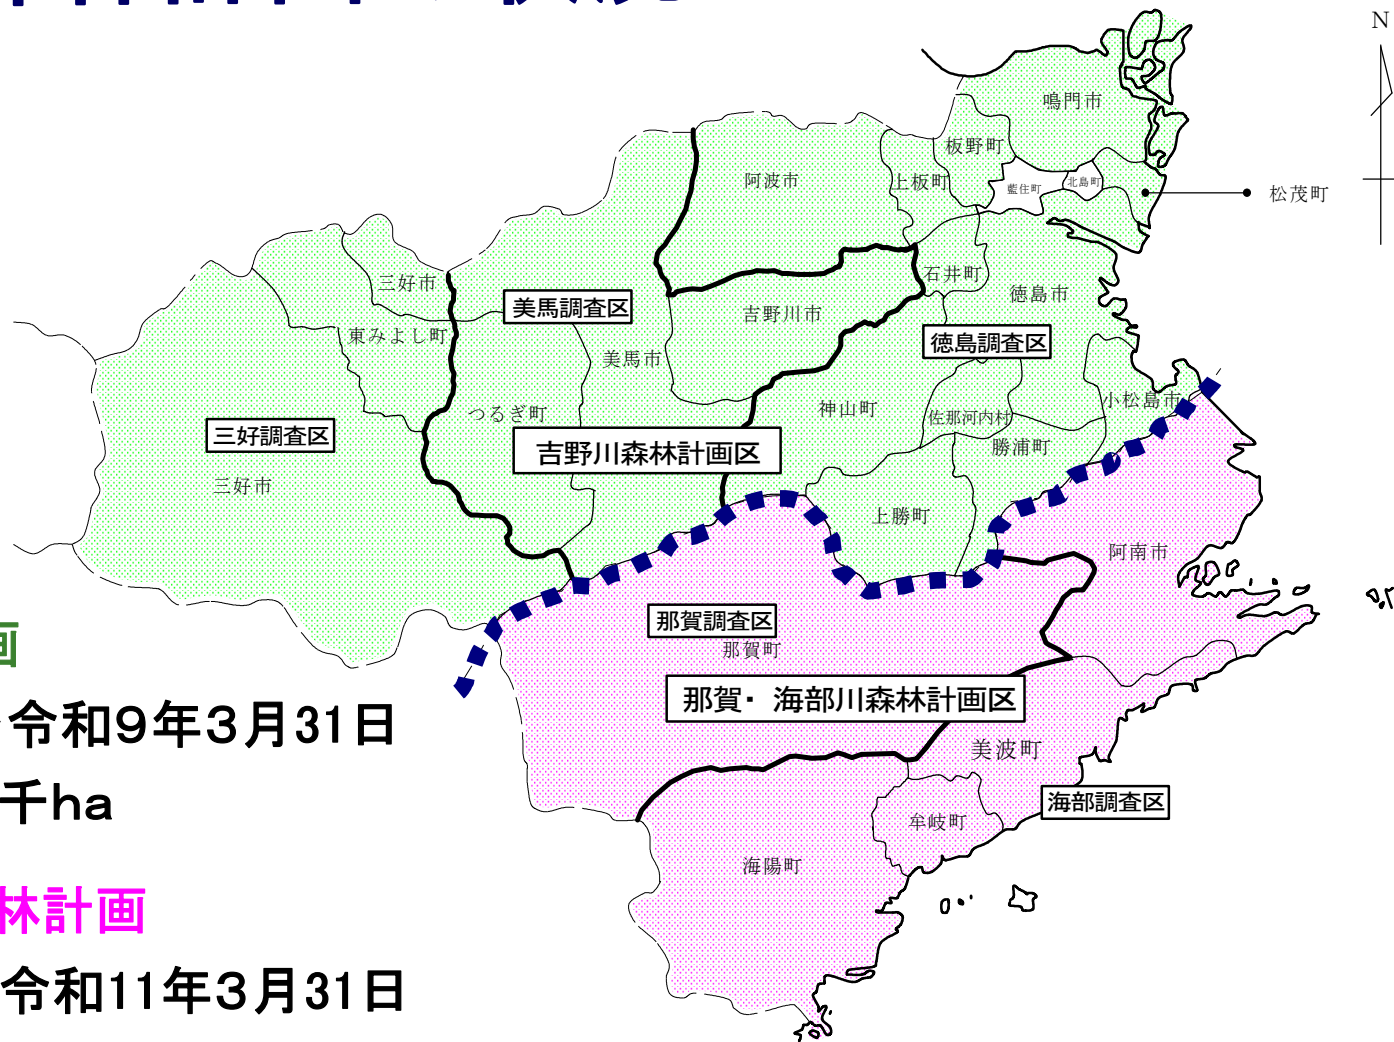 N
鳴門市
板野町
阿波市
上板町
藍住町
北島町
松茂町
石井町
三好市
徳島市
美馬調査区
吉野川市
東みよし町
徳島調査区
美馬市
小松島市
つるぎ町
神山町
佐那河内村
三好調査区
勝浦町
吉野川森林計画区
三好市
上勝町
阿南市
那賀調査区
那賀町
画
那賀・海部川森林計画区
令和9年3月31日
美波町
千ha
海部調査区
牟岐町
海陽町
林計画
令和11年3月31日